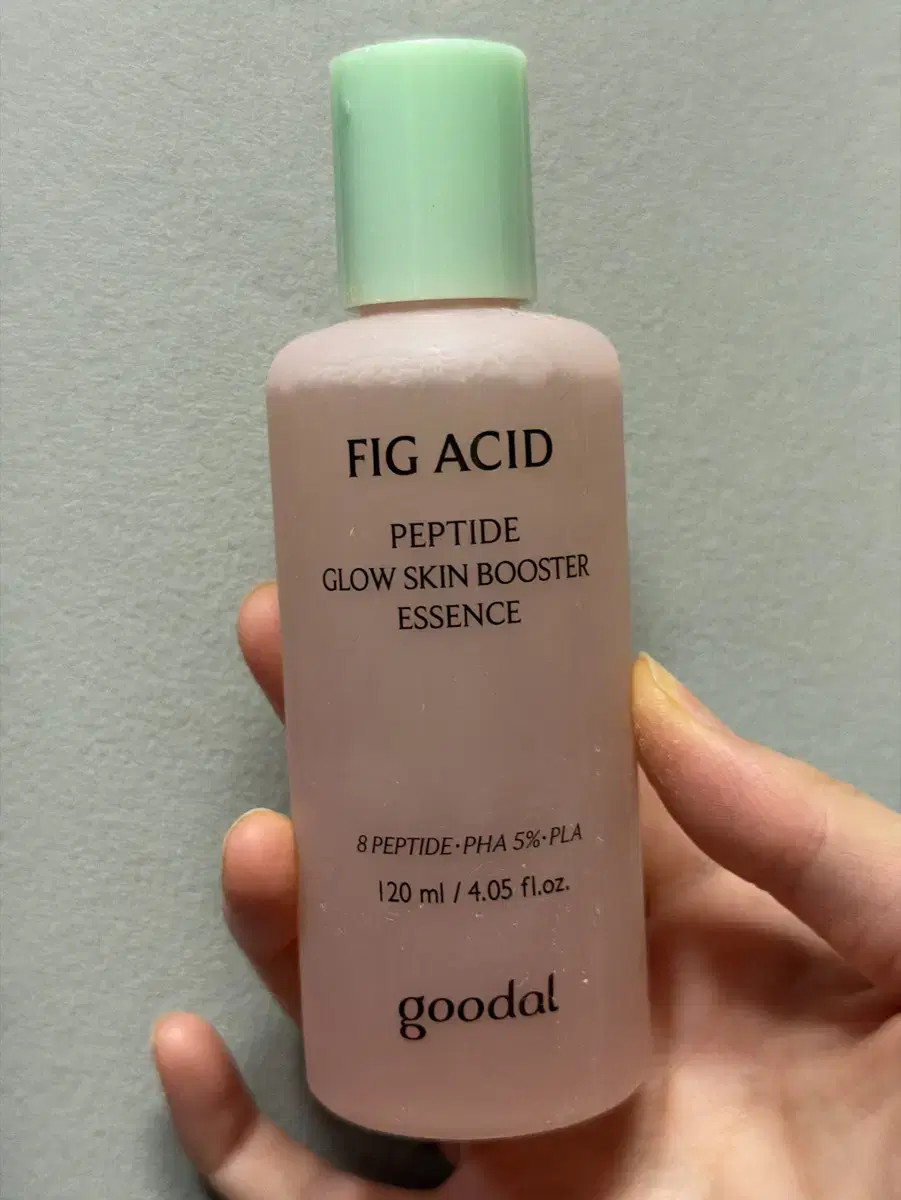 FIG ACID
PEPTIDE
GLOW SKIN BOOSTER
ESSENCE
8 PEPTIDE·PHA 5%·PLA
120 ml / 4.05 fl.oz.
goodal